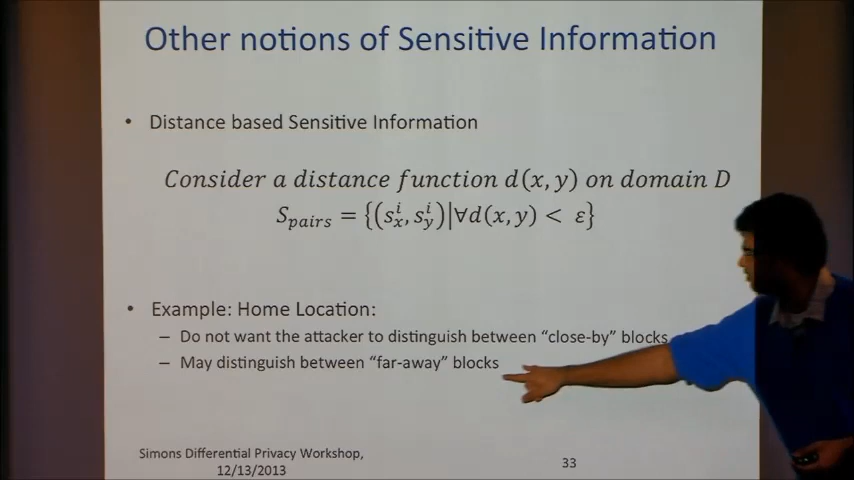 Other notions of Sensitive Information
• Distance based Sensitive Information
Consider a distance function d(x, y) on domain D
S_pairs = {(s_x^i, s_y^i)|∀d(x, y) < ε}
• Example: Home Location:
– Do not want the attacker to distinguish between “close-by” blocks
– May distinguish between “far-away” blocks
Simons Differential Privacy Workshop,
12/13/2013
33